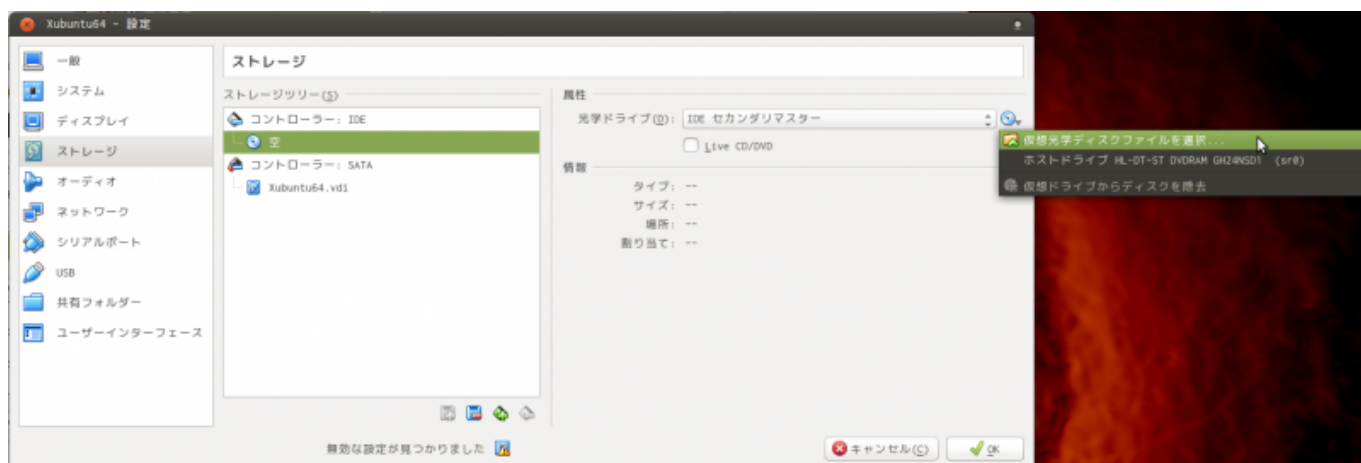 Xubuntu64 - 設定
一般
システム
ディスプレイ
ストレージ
オーディオ
ネットワーク
シリアルポート
USB
共有フォルダー
ユーザーインターフェース
ストレージ
ストレージツリー(S)
コントローラー: IDE
空
コントローラー: SATA
Xubuntu64.vdi
属性
光学ドライブ(D): IDE セカンダリマスター
Live CD/DVD
情報
タイプ: --
サイズ: --
場所: --
割り当て: --
仮想光学ディスクファイルを選択...
ホストドライブ HL-DT-ST DVDRAM GH24NSD1 (sr0)
仮想ドライブからディスクを除去
無効な設定が見つかりました
キャンセル(C)
OK